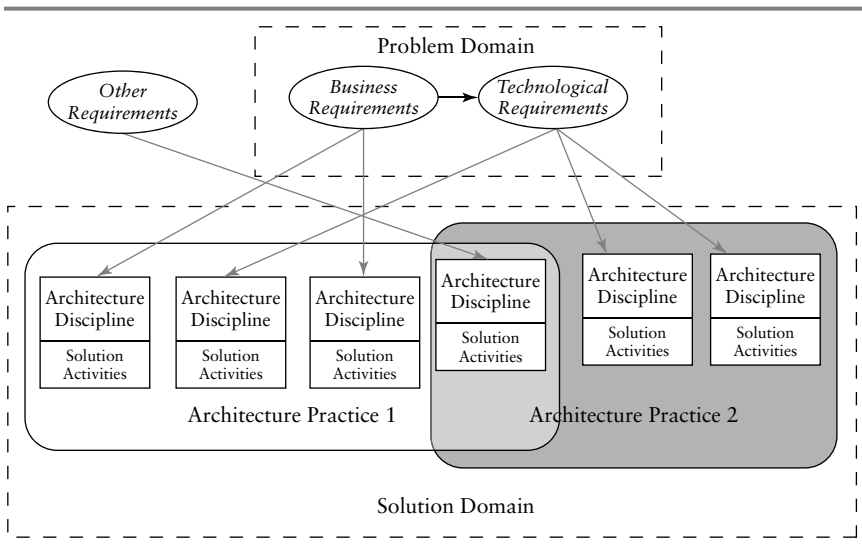 Problem Domain
Other
Requirements
Business
Requirements
Technological
Requirements
Architecture
Discipline
Solution
Activities
Architecture
Discipline
Solution
Activities
Architecture
Discipline
Solution
Activities
Architecture
Discipline
Solution
Activities
Architecture
Discipline
Solution
Activities
Architecture
Discipline
Solution
Activities
Architecture Practice 1
Architecture Practice 2
Solution Domain